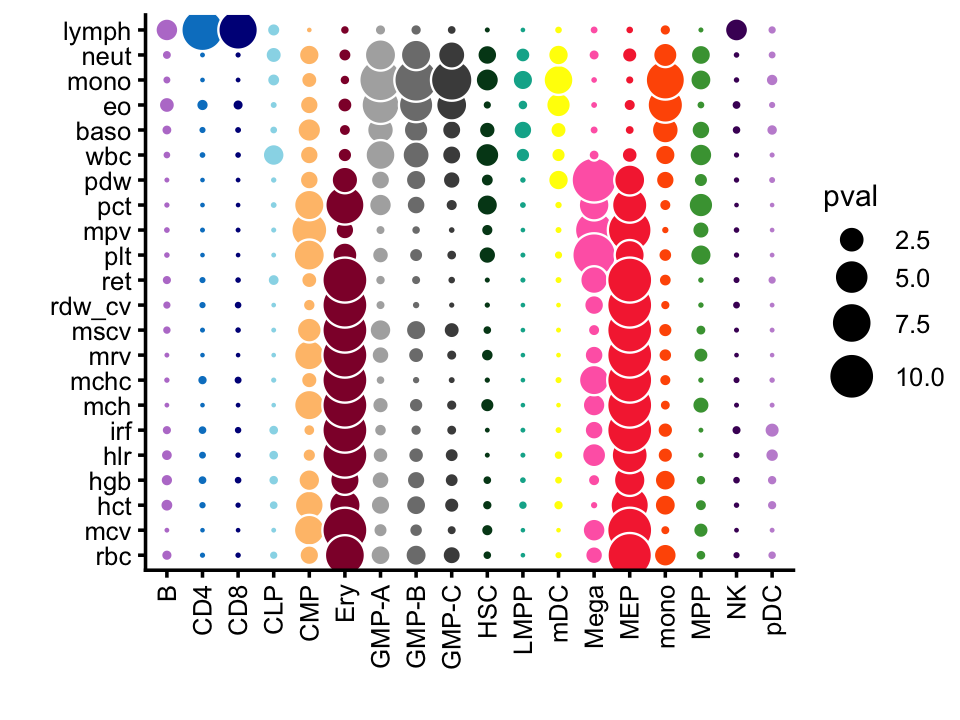 lymph
neut
mono
eo
baso
wbc
pdw
pct
mpv
plt
ret
rdw_cv
mscv
mrv
mchc
mch
irf
hlr
hgb
hct
mcv
rbc
B
CD4
CD8
CLP
CMP
Ery
GMP-A
GMP-B
GMP-C
HSC
LMPP
mDC
Mega
MEP
mono
MPP
NK
pDC
pval
2.5
5.0
7.5
10.0